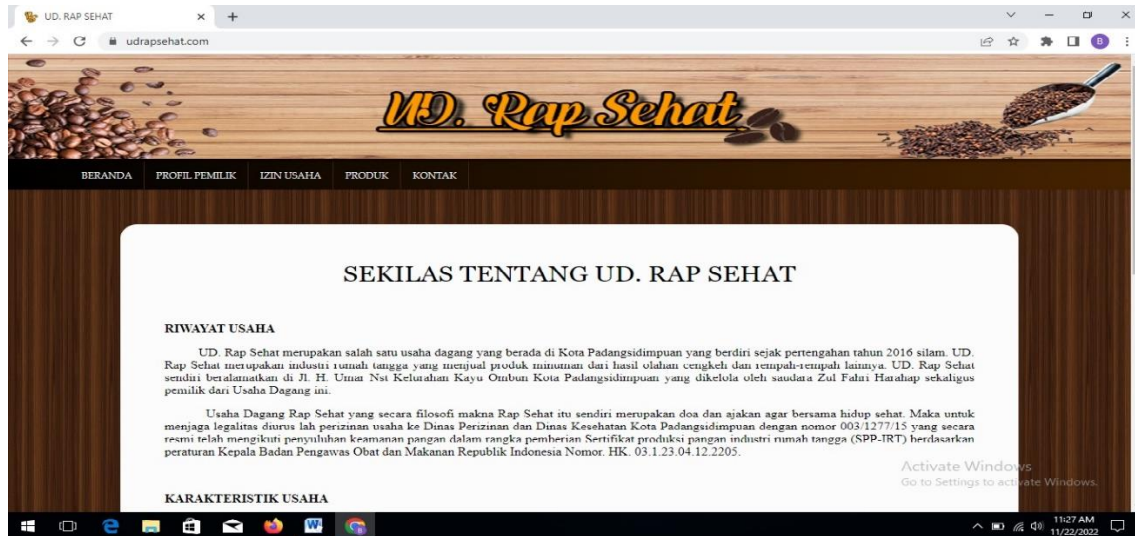 UD. RAP SEHAT
udrapsehat.com
B
UD. Rap Sehat
BERANDA PROFIL PEMILIK IZIN USAHA PRODUK KONTAK
SEKILAS TENTANG UD. RAP SEHAT
RIWAYAT USAHA
UD. Rap Sehat merupakan salah satu usaha dagang yang berada di Kota Padangsidimpuan yang berdiri sejak pertengahan tahun 2016 silam. UD.
Rap Sehat merupakan industri rumah tangga yang menjual produk minuman dari hasil olahan cengkeh dan rempah-rempah lainnya. UD. Rap Sehat
sendiri beralamatkan di Jl. H. Umar Nst Kelurahan Kayu Ombun Kota Padangsidimpuan yang dikelola oleh saudara Zul Fahri Harahap sekaligus
pemilik dari Usaha Dagang ini.
Usaha Dagang Rap Sehat yang secara filosofi makna Rap Sehat itu sendiri merupakan doa dan ajakan agar bersama hidup sehat. Maka untuk
menjaga legalitas diurus lah perizinan usaha ke Dinas Perizinan dan Dinas Kesehatan Kota Padangsidimpuan dengan nomor 003/1277/15 yang secara
resmi telah mengikuti penyuluhan keamanan pangan dalam rangka pemberian Sertifikat produksi pangan industri rumah tangga (SPP-IRT) berdasarkan
peraturan Kepala Badan Pengawas Obat dan Makanan Republik Indonesia Nomor. HK. 03.1.23.04.12.2205.
KARAKTERISTIK USAHA
Activate Windows
Go to Settings to activate Windows.
11:27 AM
11/22/2022